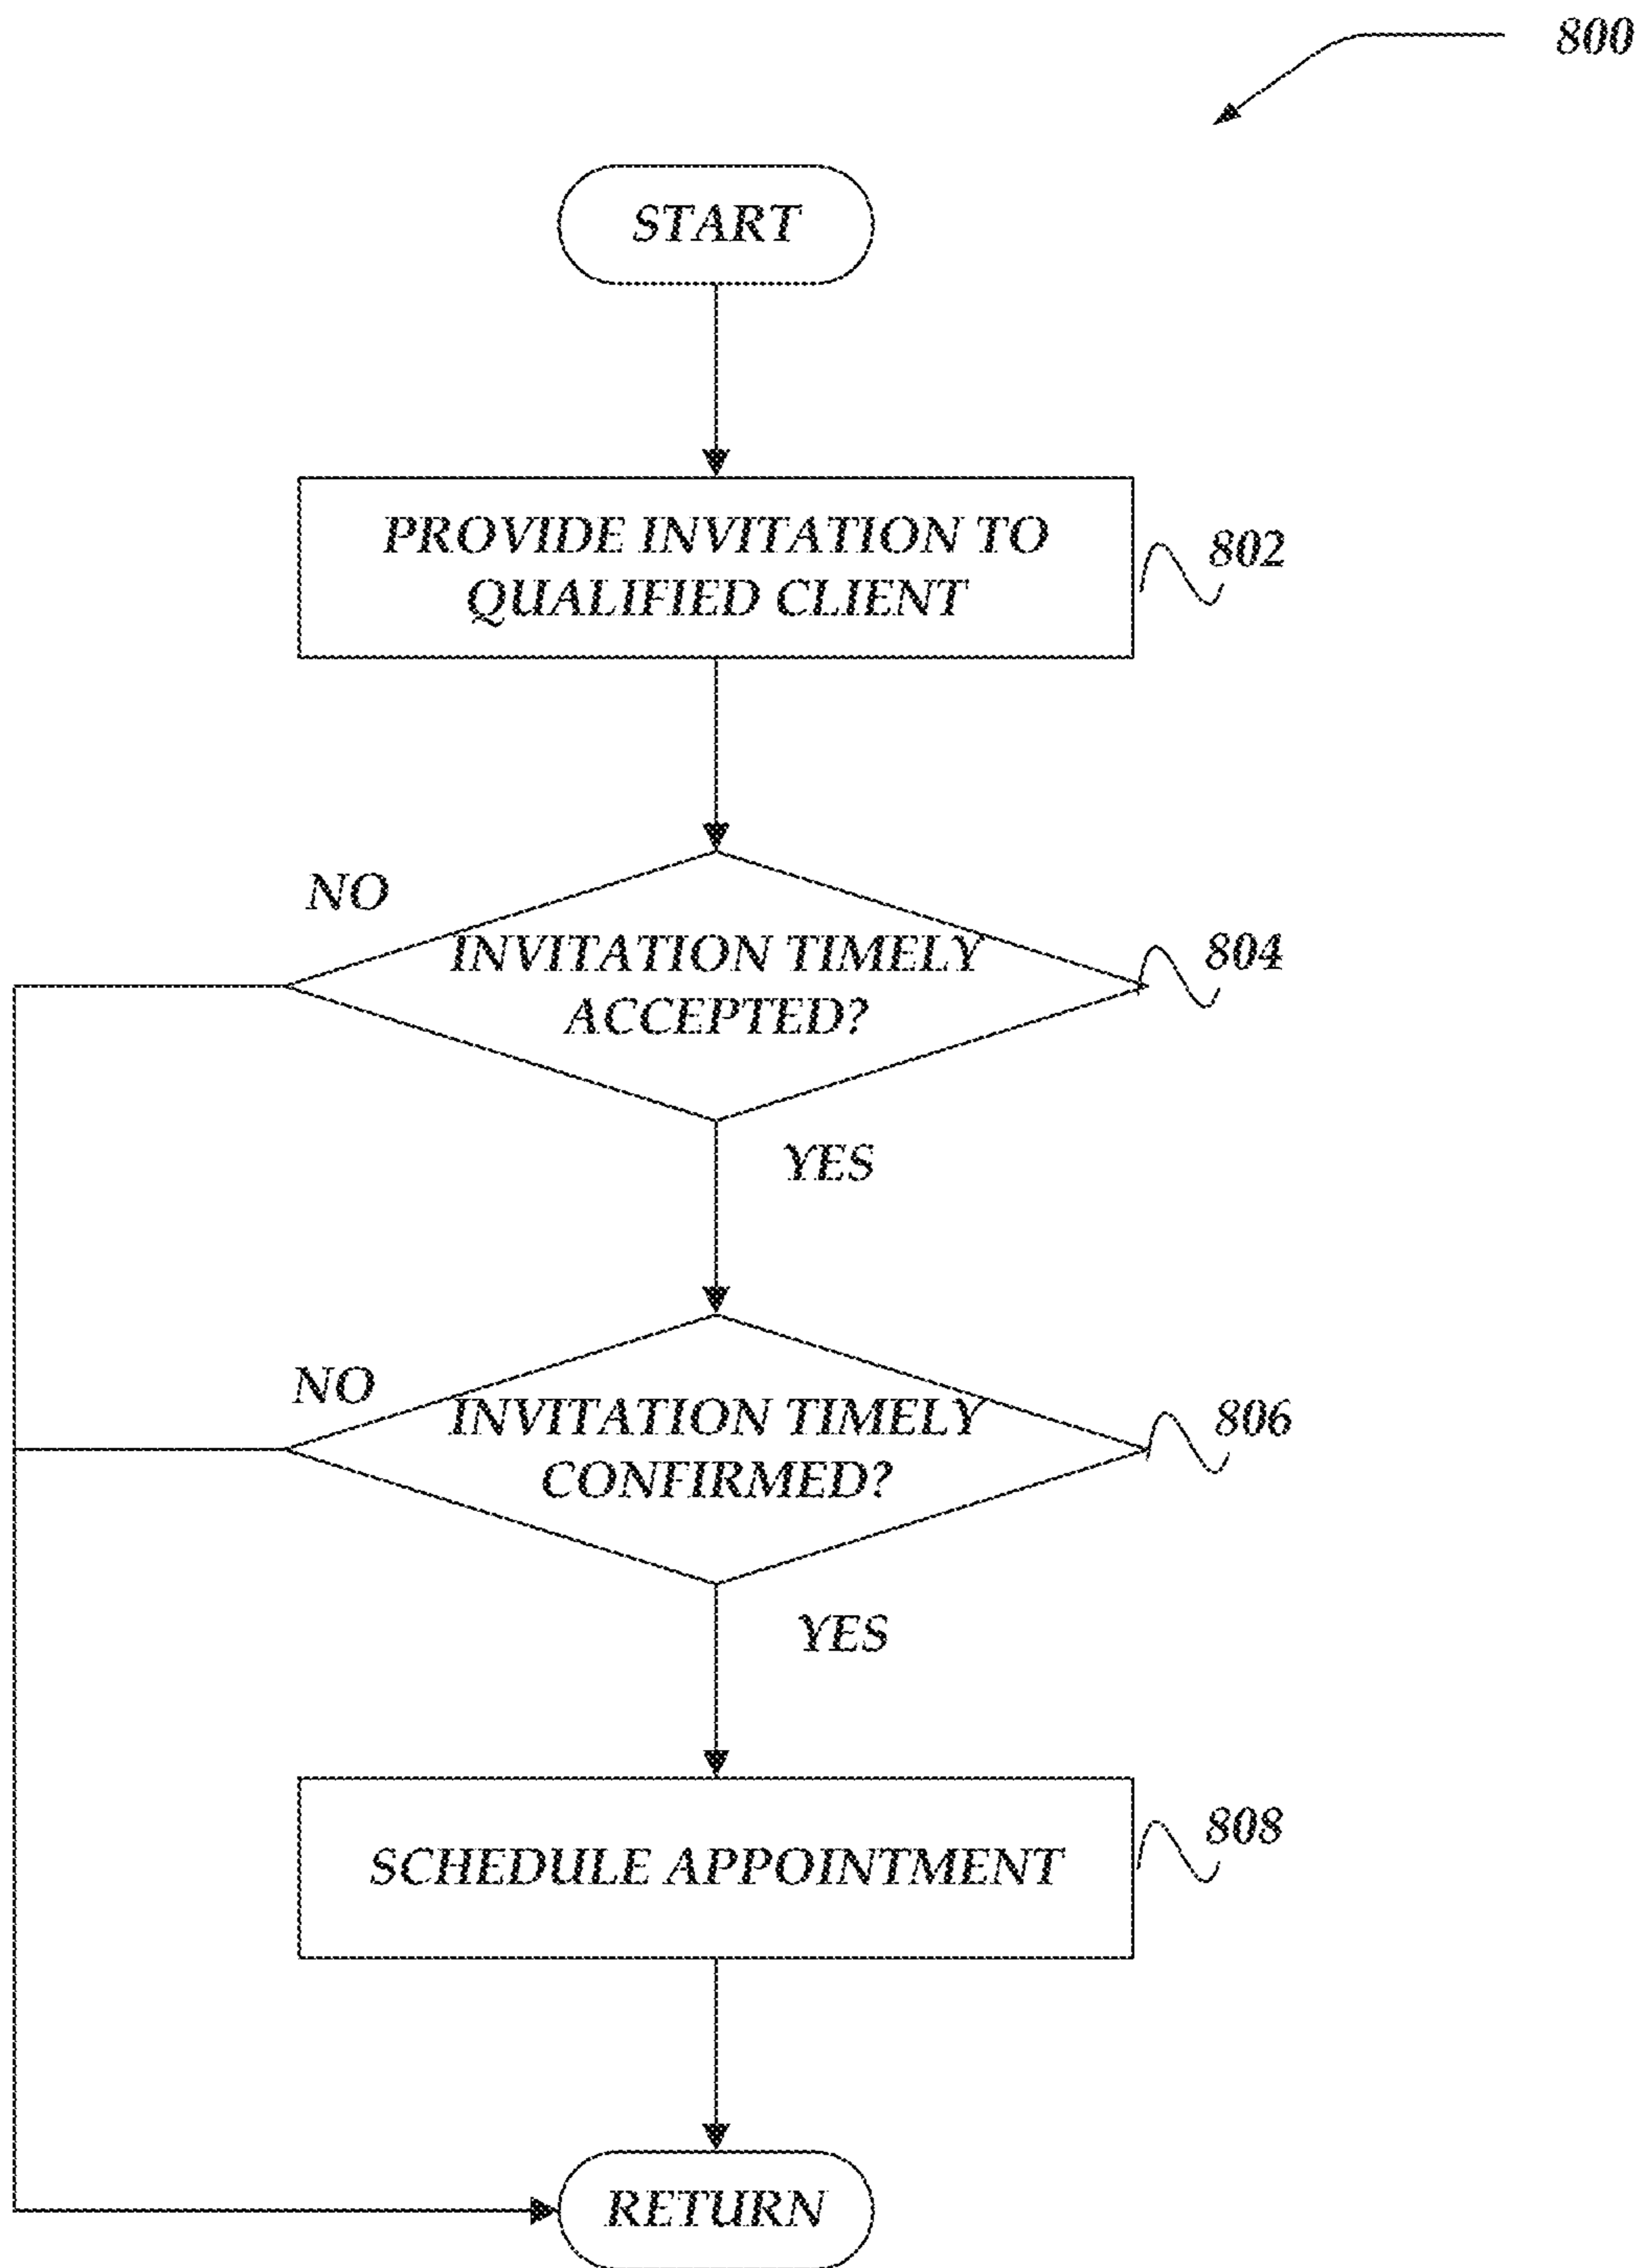 800
START
PROVIDE INVITATION TO
QUALIFIED CLIENT
802
NO
INVITATION TIMELY
ACCEPTED?
804
YES
NO
INVITATION TIMELY
CONFIRMED?
806
YES
SCHEDULE APPOINTMENT
808
RETURN